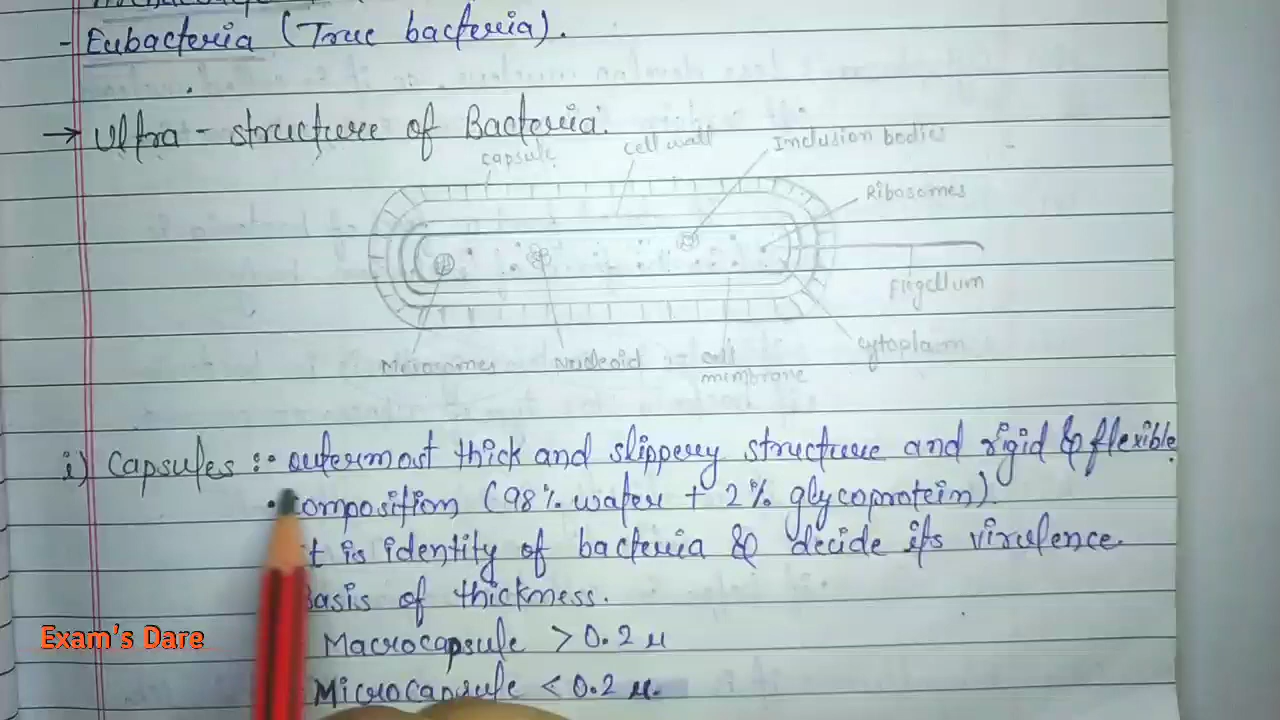 - Eubacteria (True bacteria).
→ Ultra - structure of Bacteria.
capsule
cell wall
Inclusion bodies
Ribosomes
Flegellum
cytoplasm
Mesosomes
Nucleoid
cell
membrane
i) Capsules :- outermost thick and slippery structure and rigid & flexible
• composition (98% water + 2% glycoprotein).
t is identity of bacteria & decide its virulence.
Basis of thickness.
Macrocapsule > 0.2 μ
Microcapsule < 0.2 μ.
Exam's Dare